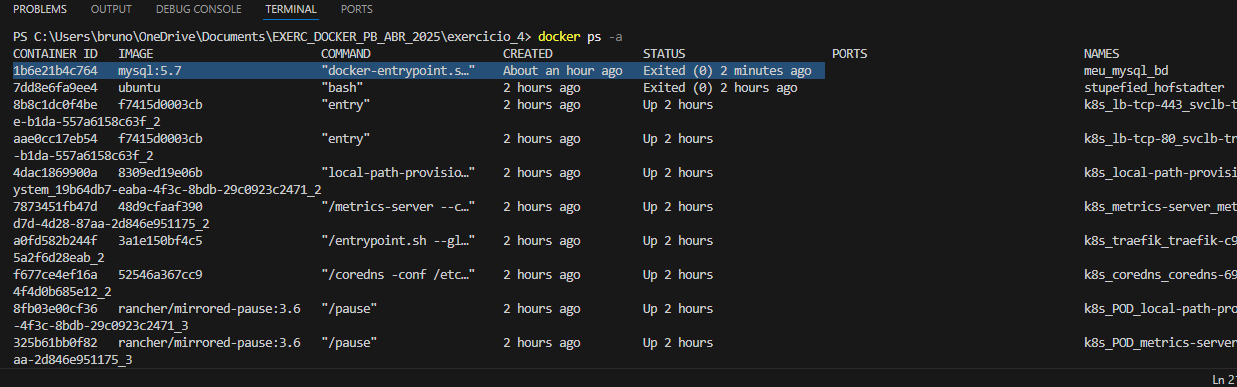 PROBLEMS OUTPUT DEBUG CONSOLE TERMINAL PORTS
PS C:\Users\bruno\OneDrive\Documents\EXERC_DOCKER_PB_ABR_2025\exercicio_4> docker ps -a
CONTAINER ID IMAGE COMMAND CREATED STATUS PORTS NAMES
1b6e21b4c764 mysql:5.7 "docker-entrypoint.s…" About an hour ago Exited (0) 2 minutes ago meu_mysql_bd
7dd8e6fa9ee4 ubuntu "bash" 2 hours ago Exited (0) 2 hours ago stupefied_hofstadter
8b8c1dc0f4be f7415d0003cb "entry" 2 hours ago Up 2 hours k8s_lb-tcp-443_svclb-t
e-b1da-557a6158c63f_2
aae0cc17eb54 f7415d0003cb "entry" 2 hours ago Up 2 hours k8s_lb-tcp-80_svclb-tr
-b1da-557a6158c63f_2
4dac1869900a 8309ed19e06b "local-path-provisio…" 2 hours ago Up 2 hours k8s_local-path-provisi
ystem_19b64db7-eaba-4f3c-8bdb-29c0923c2471_2
7873451fb47d 48d9cfaaf390 "/metrics-server --c…" 2 hours ago Up 2 hours k8s_metrics-server_met
d7d-4d28-87aa-2d846e951175_2
a0fd582b244f 3a1e150bf4c5 "/entrypoint.sh --gl…" 2 hours ago Up 2 hours k8s_traefik_traefik-c9
5a2f6d28eab_2
f677ce4ef16a 52546a367cc9 "/coredns -conf /etc…" 2 hours ago Up 2 hours k8s_coredns_coredns-69
4f4d0b685e12_2
8fb03e00cf36 rancher/mirrored-pause:3.6 "/pause" 2 hours ago Up 2 hours k8s_POD_local-path-pro
-4f3c-8bdb-29c0923c2471_3
325b61bb0f82 rancher/mirrored-pause:3.6 "/pause" 2 hours ago Up 2 hours k8s_POD_metrics-server
aa-2d846e951175_3
Ln 2